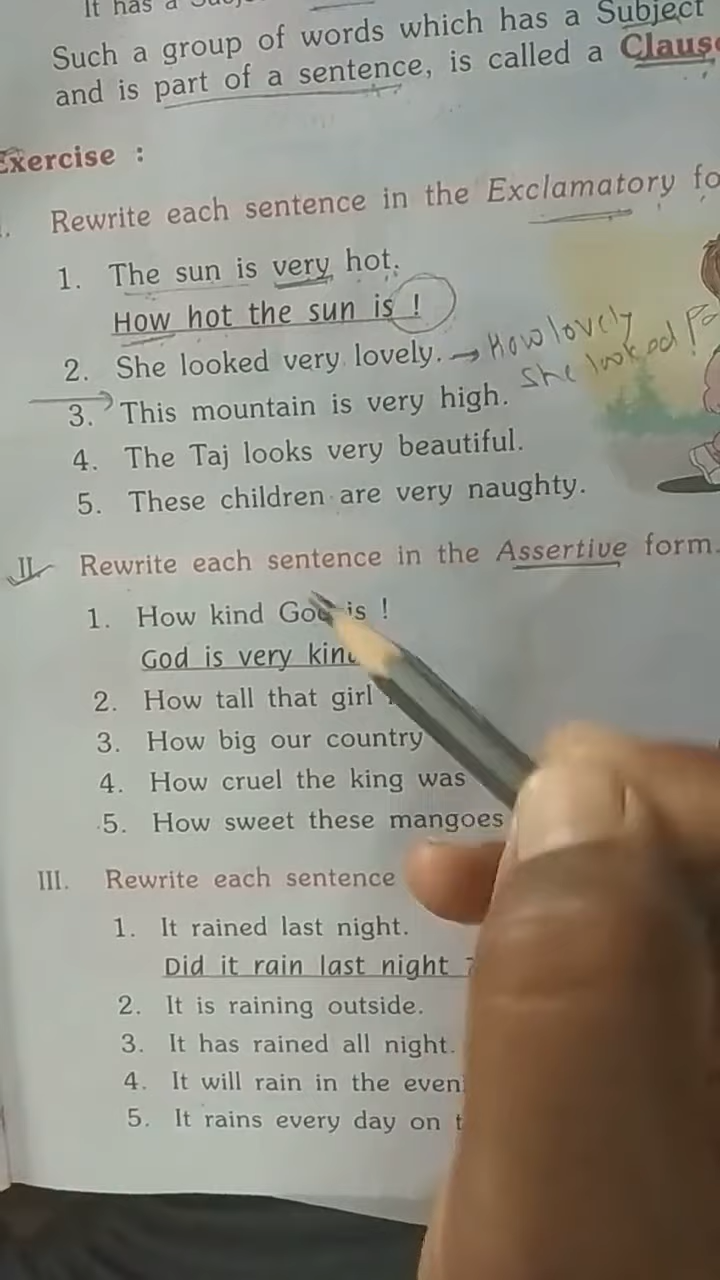 It has a
Such a group of words which has a Subject
and is part of a sentence, is called a Clause
Exercise :
Rewrite each sentence in the Exclamatory
1. The sun is very hot.
How hot the sun is !
2. She looked very lovely. → How lovely
she looked !
3. This mountain is very high.
4. The Taj looks very beautiful.
5. These children are very naughty.
II Rewrite each sentence in the Assertive form.
1. How kind God is !
God is very kind
2. How tall that girl
3. How big our country
4. How cruel the king was
5. How sweet these mangoes
III. Rewrite each sentence
1. It rained last night.
Did it rain last night ?
2. It is raining outside.
3. It has rained all night.
4. It will rain in the
5. It rains every day on